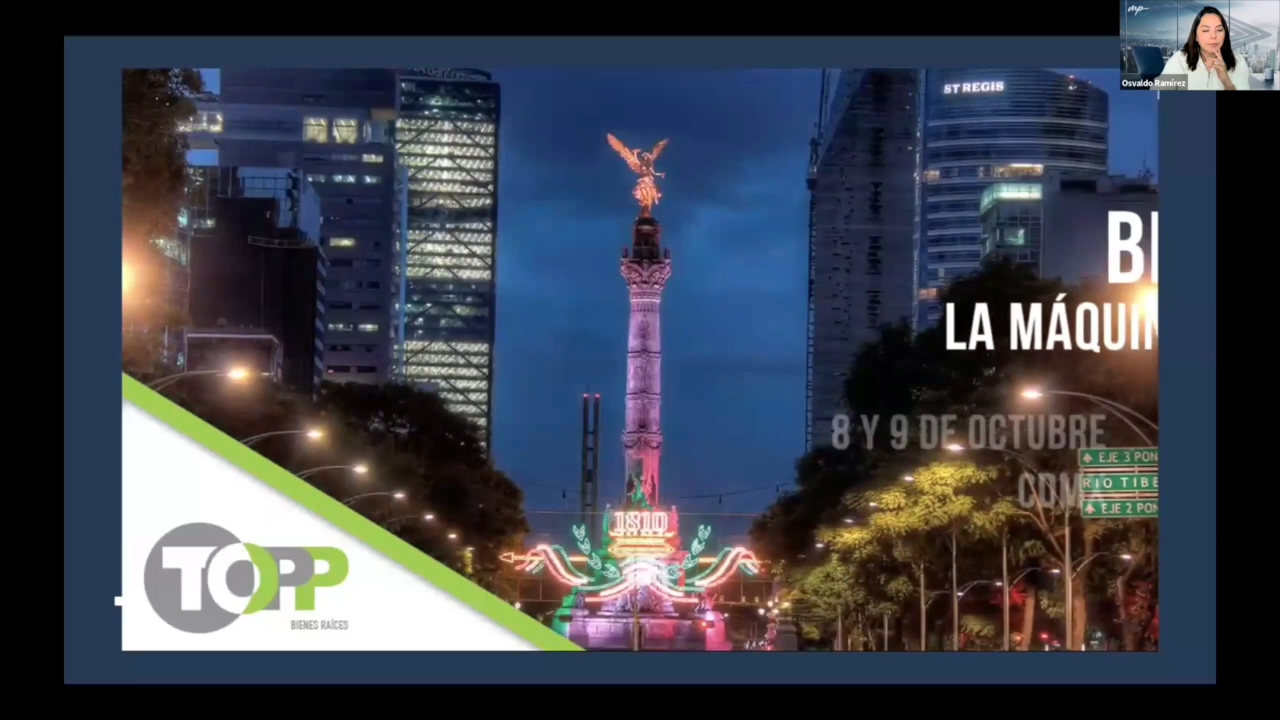 mp
Osvaldo Ramírez
ST REGIS
LA MÁQUIN
8 Y 9 DE OCTUBRE
CDMX
EJE 3 PON
RIO TIBE
EJE 2 PON
1810
TOPP
BIENES RAÍCES